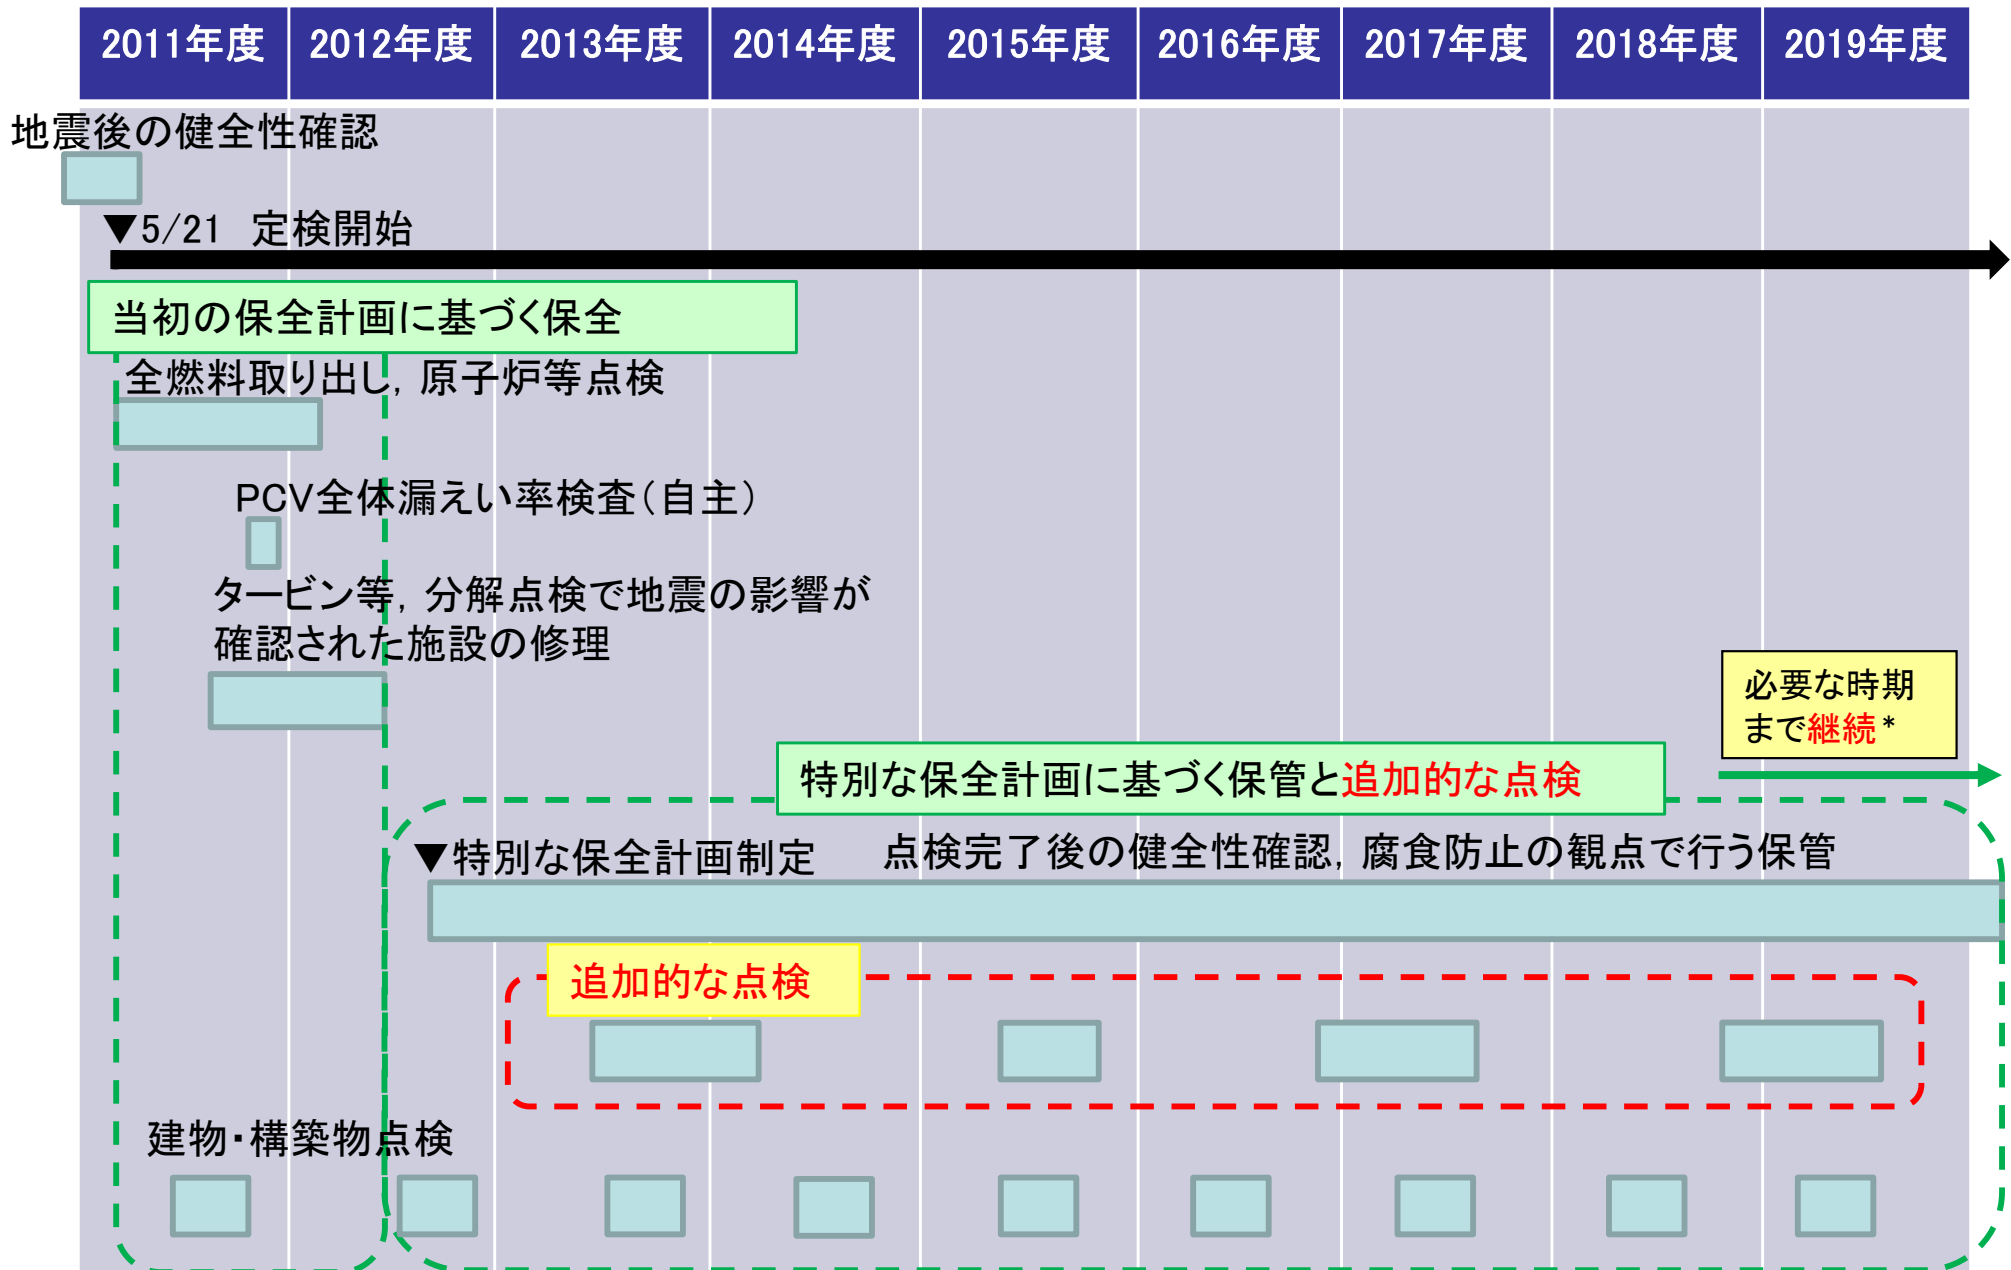 2011年度 2012年度 2013年度 2014年度 2015年度 2016年度 2017年度 2018年度 2019年度
地震後の健全性確認
▼5/21 定検開始
当初の保全計画に基づく保全
全燃料取り出し，原子炉等点検
PCV全体漏えい率検査（自主）
タービン等，分解点検で地震の影響が
確認された施設の修理
必要な時期
まで継続*
特別な保全計画に基づく保管と追加的な点検
▼特別な保全計画制定
点検完了後の健全性確認，腐食防止の観点で行う保管
追加的な点検
建物・構築物点検